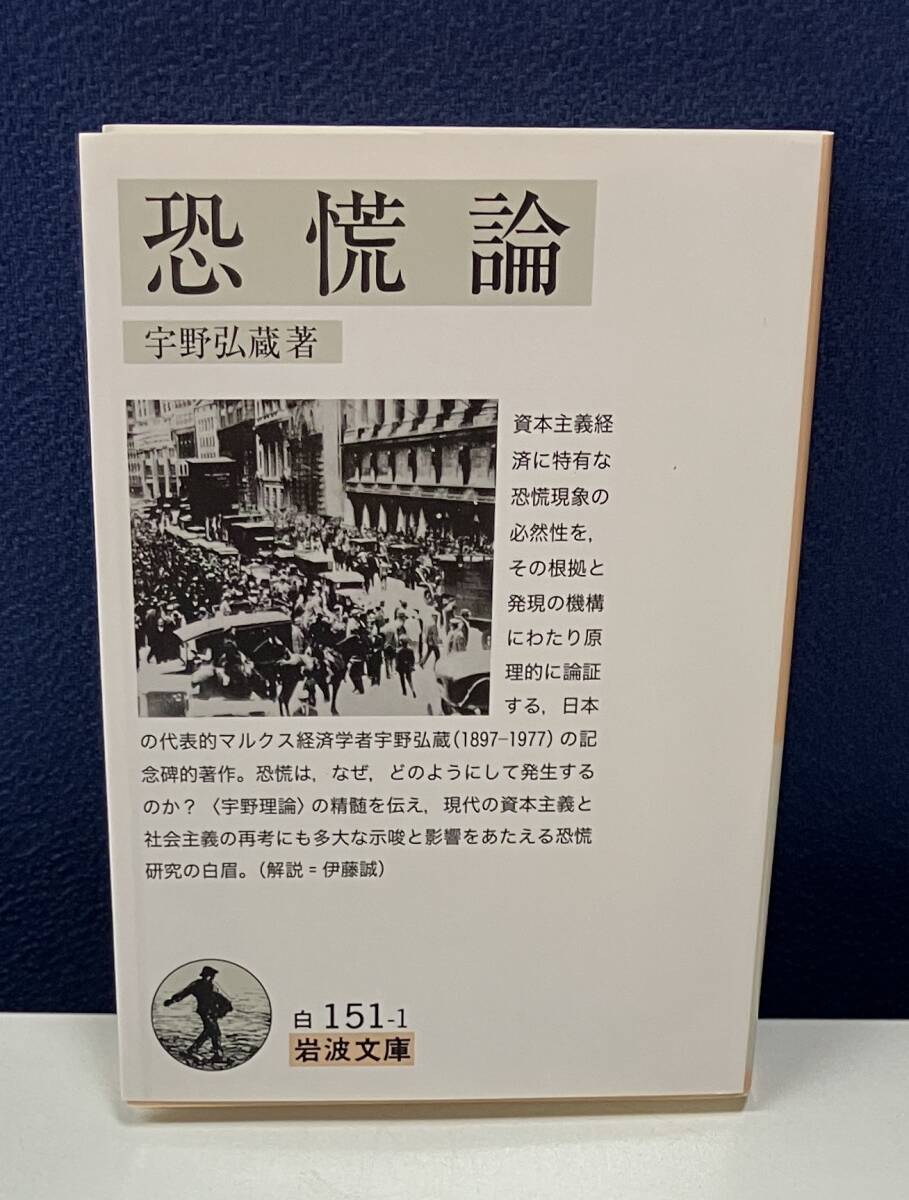 恐慌論
宇野弘蔵著
資本主義経
済に特有な
恐慌現象の
必然性を，
その根拠と
発現の機構
にわたり原
理的に論証
する，日本
の代表的マルクス経済学者宇野弘蔵(1897-1977)の記
念碑的著作。恐慌は，なぜ，どのようにして発生する
のか？〈宇野理論〉の精髄を伝え，現代の資本主義と
社会主義の再考にも多大な示唆と影響をあたえる恐慌
研究の白眉。(解説＝伊藤誠)
白 151-1
岩波文庫